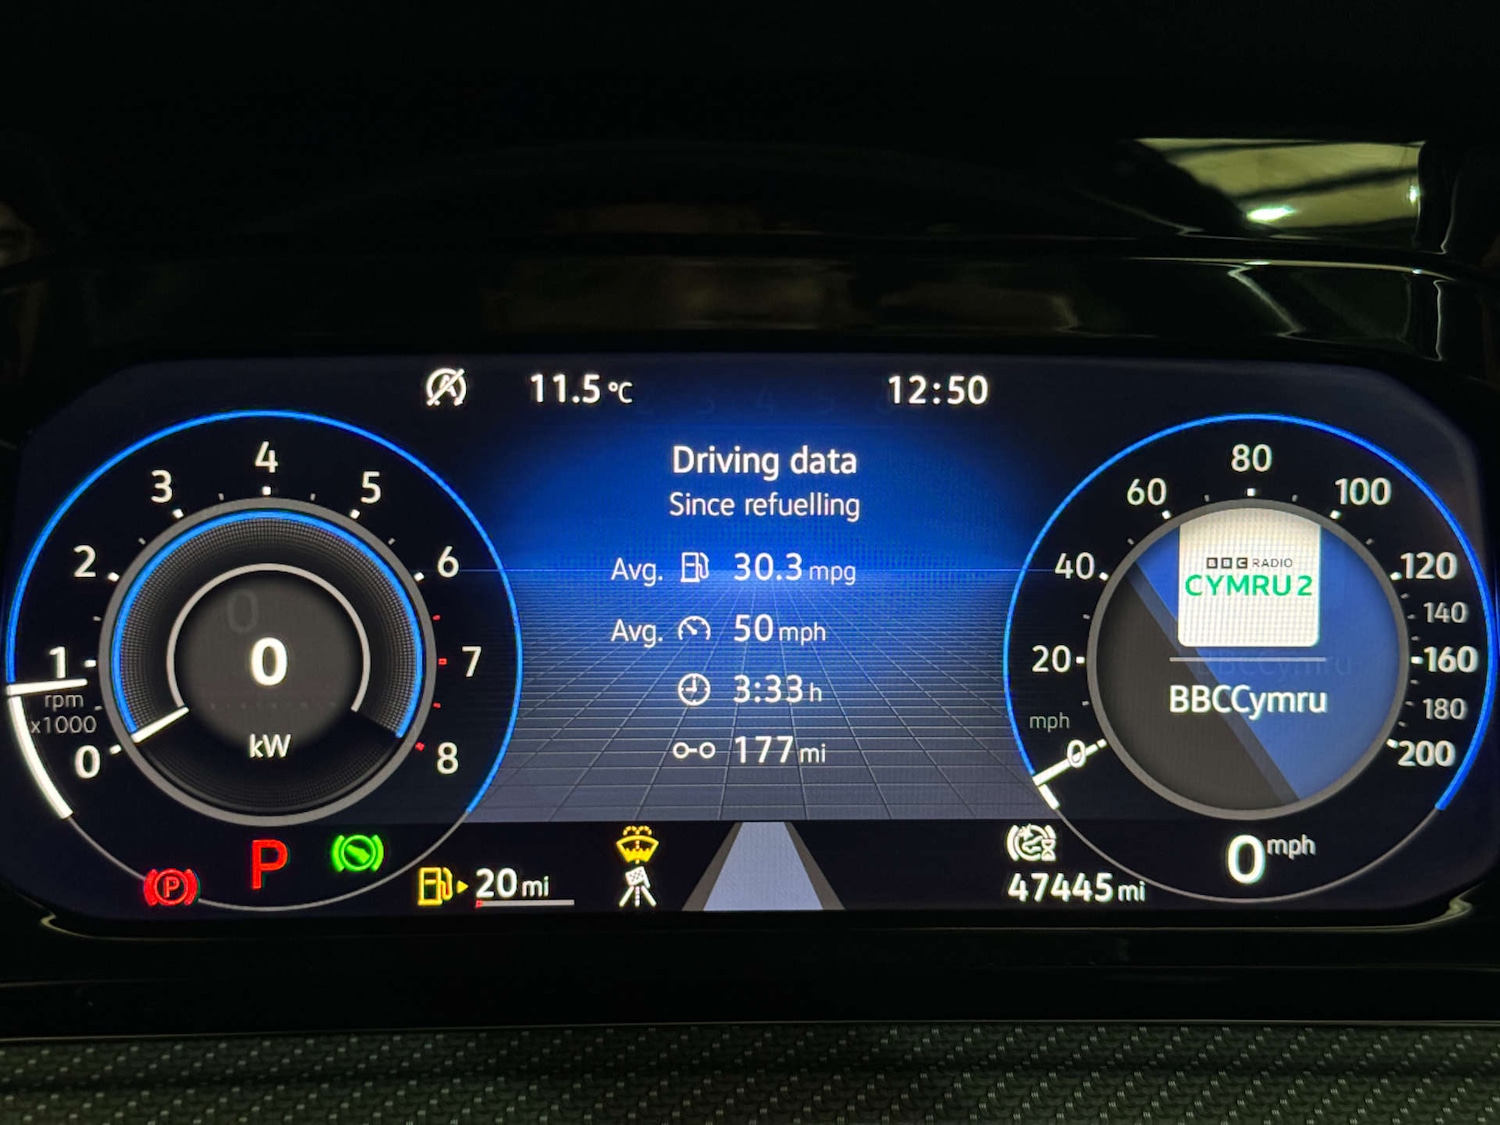 11.5 °C
12:50
Driving data
Since refuelling
Avg. 30.3 mpg
Avg. 50 mph
3:33 h
177 mi
0
1
2
3
4
5
6
7
8
rpm
x1000
0
kW
P
P
20 mi
0
20
40
60
80
100
120
140
160
180
200
mph
BBC RADIO
CYMRU 2
BBCCymru
47445 mi
0 mph